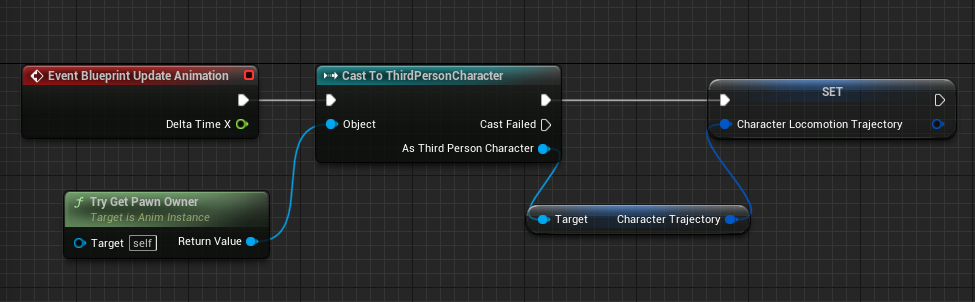 Event Blueprint Update Animation
Delta Time X
Cast To ThirdPersonCharacter
Object
Cast Failed
As Third Person Character
SET
Character Locomotion Trajectory
f Try Get Pawn Owner
Target is Anim Instance
Target self Return Value
Target Character Trajectory